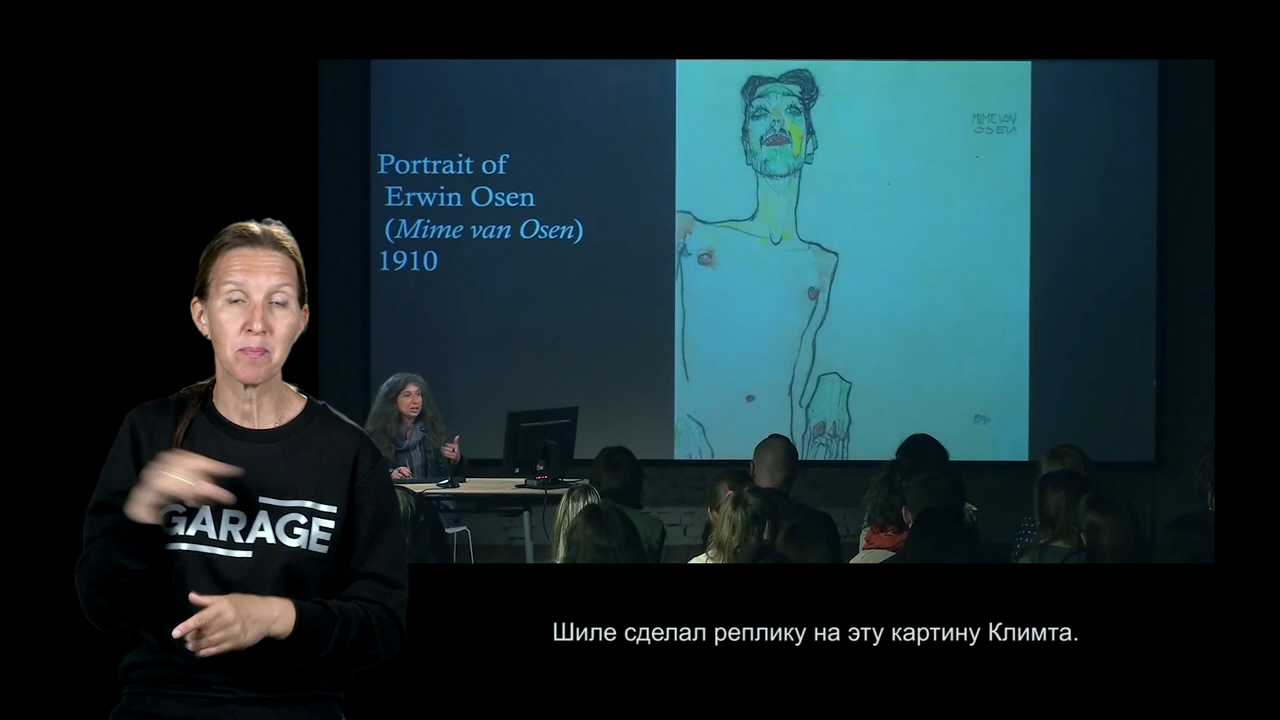 Portrait of
Erwin Osen
(Mime van Osen)
1910
MIME VAN
OSEN
GARAGE
Шиле сделал реплику на эту картину Климта.